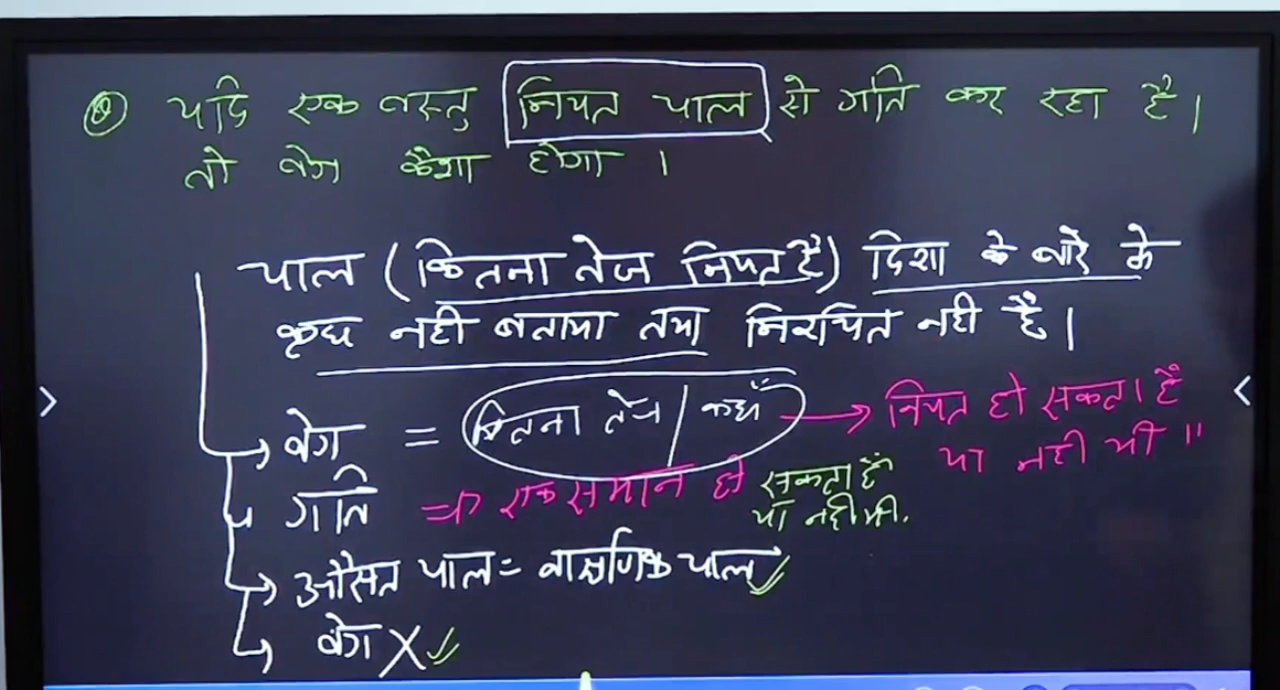 यदि एक वस्तु नियत चाल से गति कर रहा है।
तो वेग कैसा होगा ।
चाल (कितना तेज नियत है) दिशा के बारे के
कुछ नही बताया तथा निश्चित नही है।
वेग = कितना तेज / कहाँ → नियत हो सकता है
या नही भी ॥
गति ⇒ एक समान हो सकता है
या नही भी.
औसत चाल = तात्क्षणिक चाल
वेग X